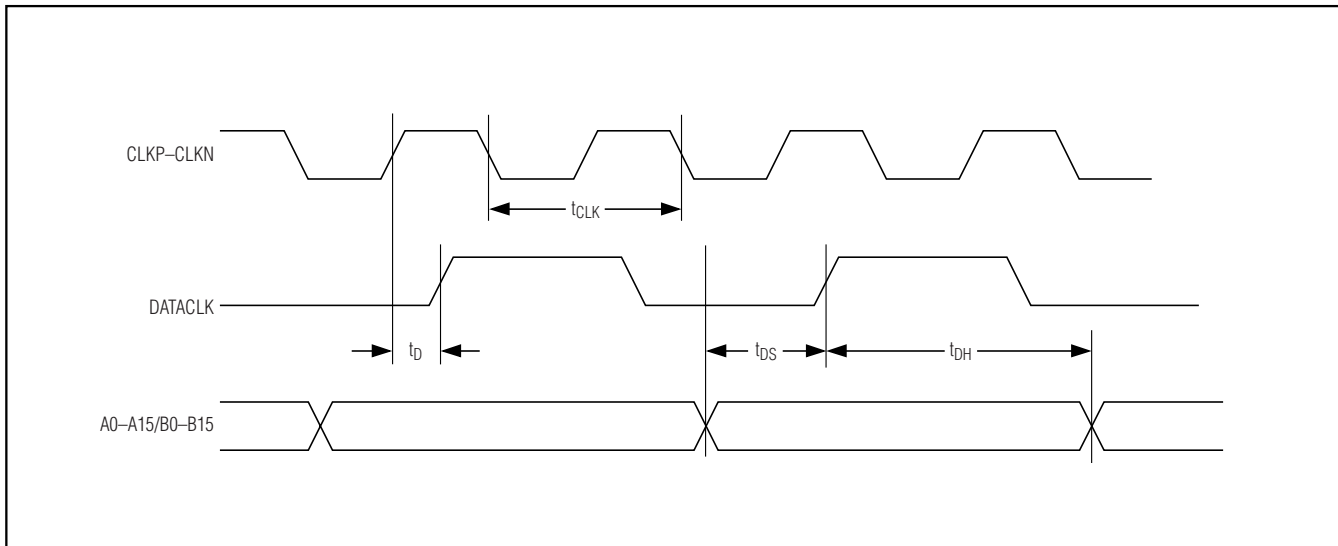 CLKP–CLKN
tCLK
DATACLK
tD
tDS
tDH
A0–A15/B0–B15